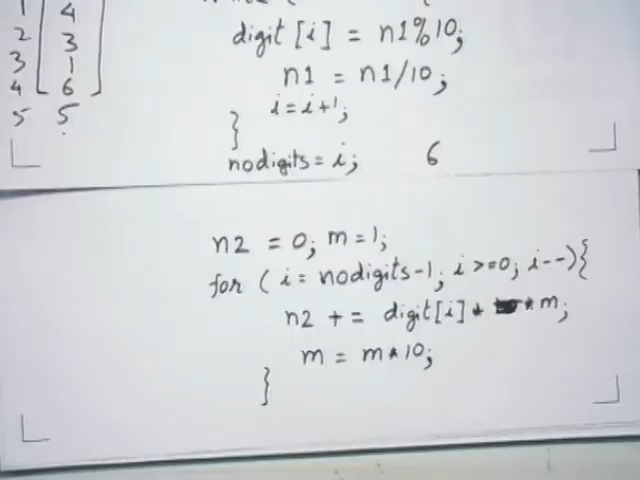 1 4
2 3
3 1
4 6
5 5
digit [i] = n1%10;
n1 = n1/10;
i=i+1;
}
nodigits = i; 6
n2 = 0; m=1;
for ( i = nodigits-1; i >=0; i--){
n2 += digit[i] * * m;
m = m*10;
}